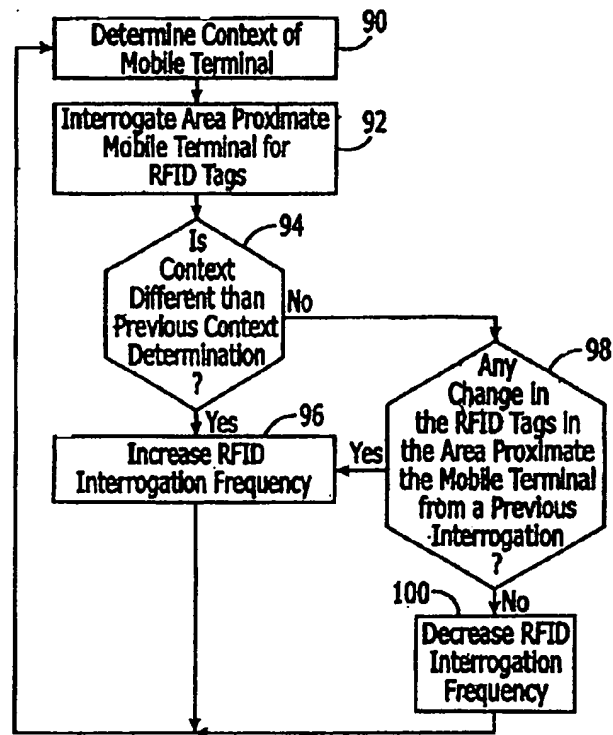 Determine Context of
Mobile Terminal
90
Interrogate Area Proximate
Mobile Terminal for
RFID Tags
92
Is
Context
Different than
Previous Context
Determination
?
94
No
Yes
Increase RFID
Interrogation Frequency
96
Any
Change in
the RFID Tags in
the Area Proximate
the Mobile Terminal
from a Previous
Interrogation
?
98
Yes
No
100
Decrease RFID
Interrogation
Frequency